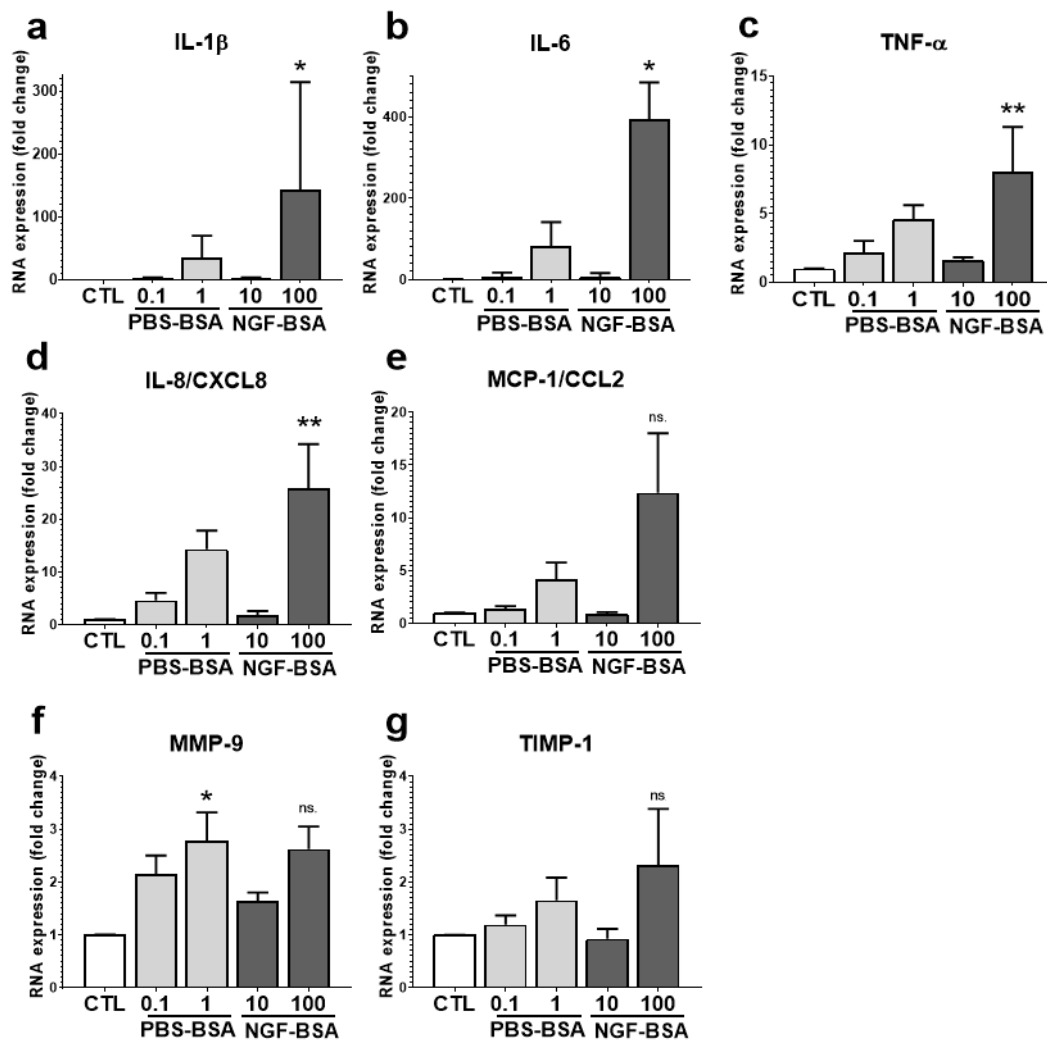 a
IL-1β
RNA expression (fold change)
300
200
100
0
*
CTL 0.1 1 10 100
PBS-BSA NGF-BSA
b
IL-6
RNA expression (fold change)
400
200
0
*
CTL 0.1 1 10 100
PBS-BSA NGF-BSA
c
TNF-α
RNA expression (fold change)
15
10
5
0
**
CTL 0.1 1 10 100
PBS-BSA NGF-BSA
d
IL-8/CXCL8
RNA expression (fold change)
40
30
20
10
0
**
CTL 0.1 1 10 100
PBS-BSA NGF-BSA
e
MCP-1/CCL2
RNA expression (fold change)
20
15
10
5
0
ns.
CTL 0.1 1 10 100
PBS-BSA NGF-BSA
f
MMP-9
RNA expression (fold change)
4
3
2
1
0
*
ns.
CTL 0.1 1 10 100
PBS-BSA NGF-BSA
g
TIMP-1
RNA expression (fold change)
4
3
2
1
0
ns
CTL 0.1 1 10 100
PBS-BSA NGF-BSA